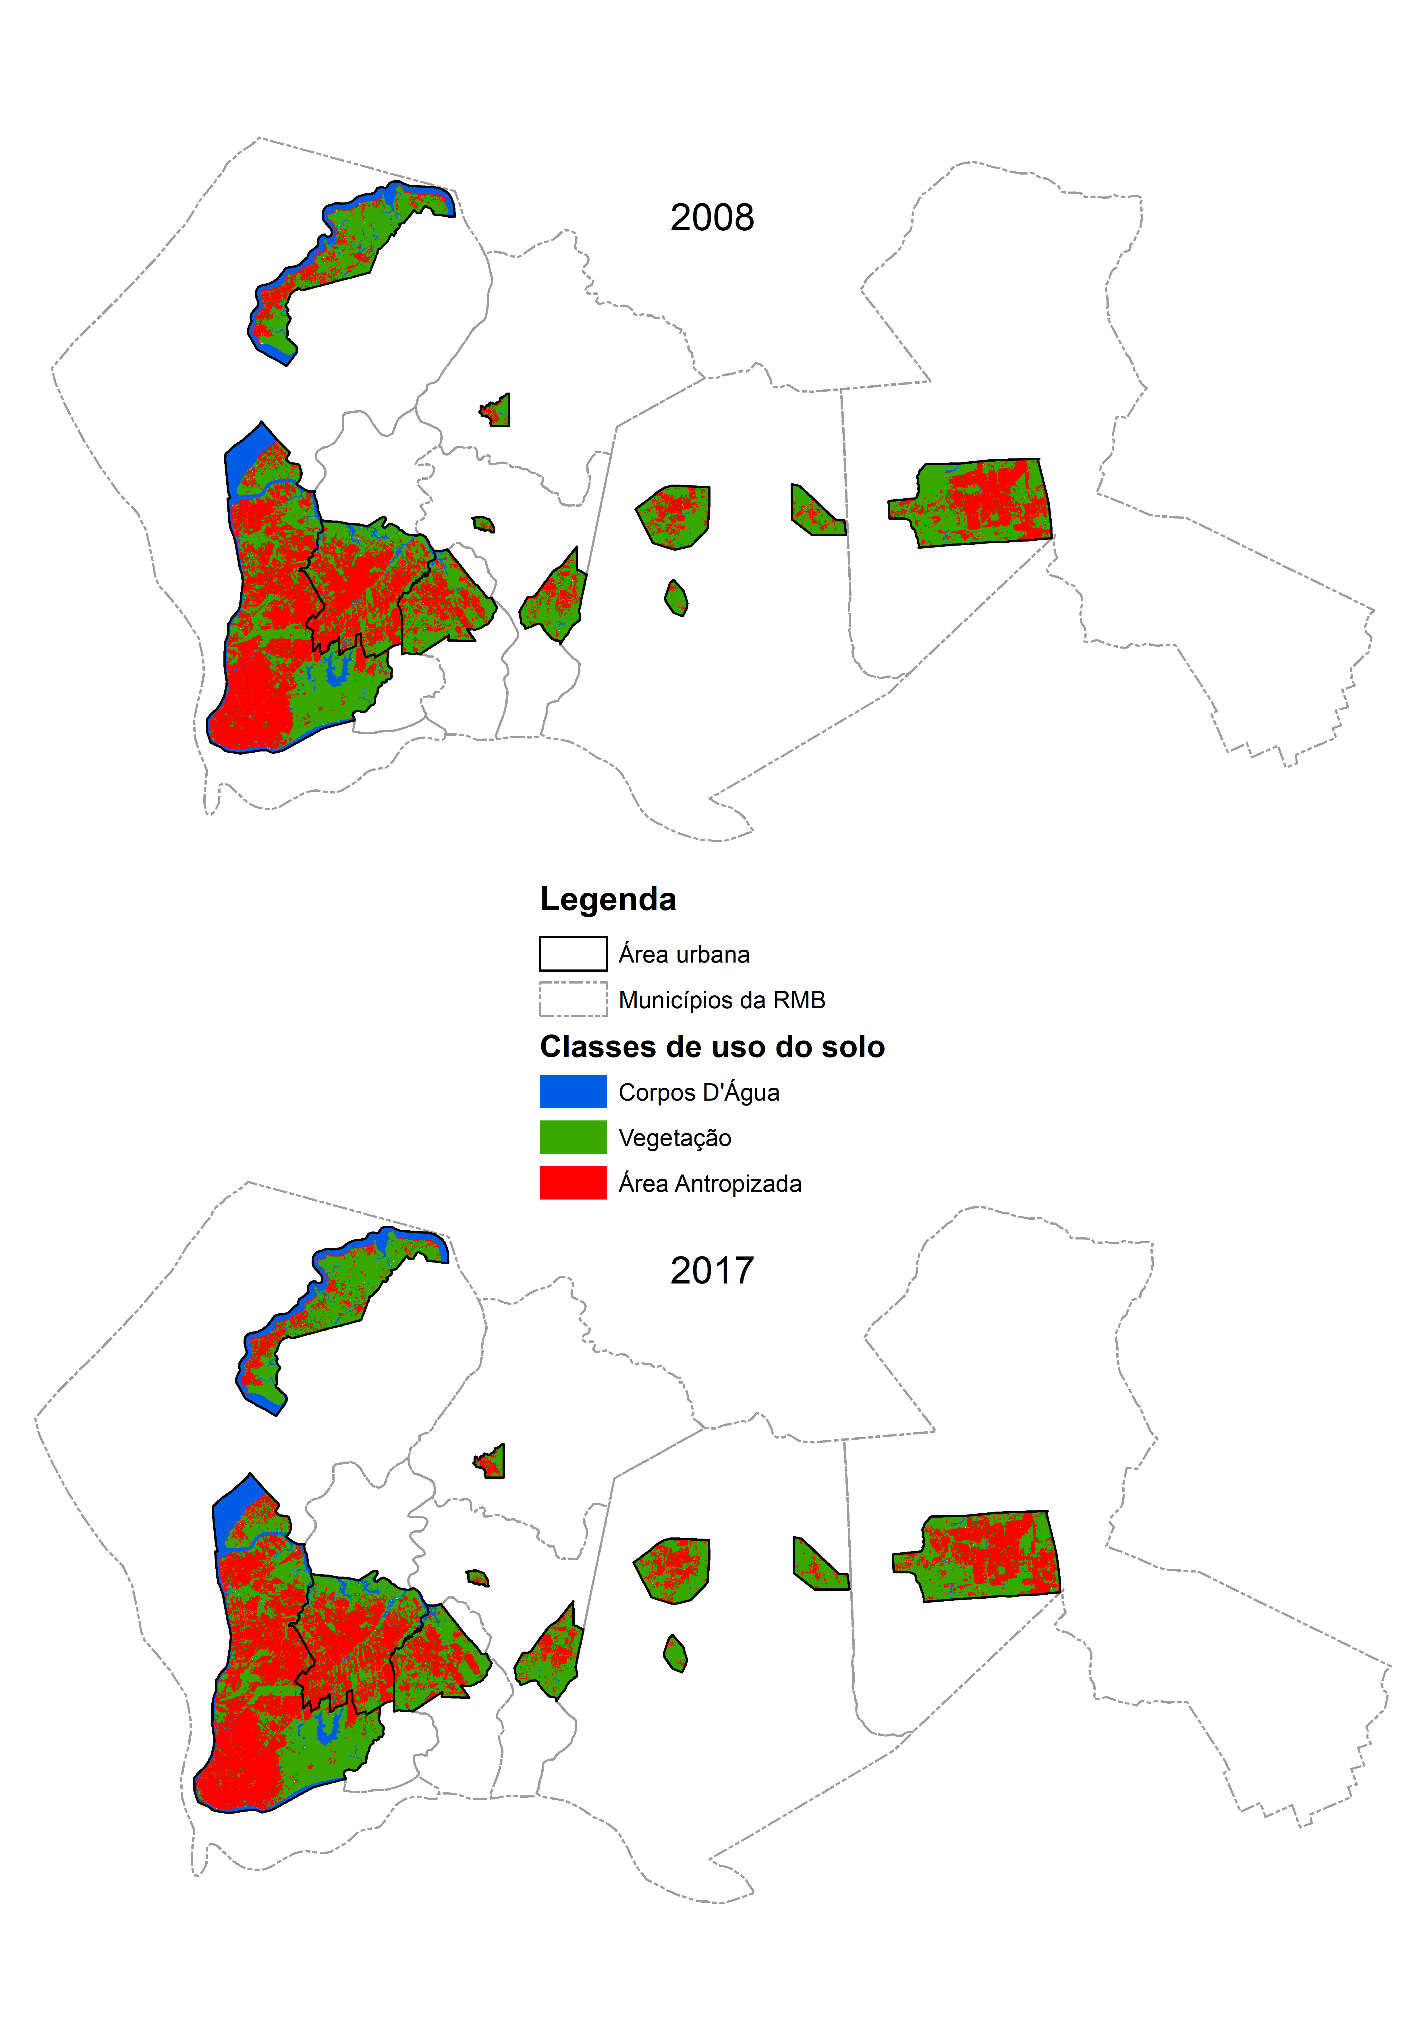 2008
Legenda
Área urbana
Municípios da RMB
Classes de uso do solo
Corpos D'Água
Vegetação
Área Antropizada
2017